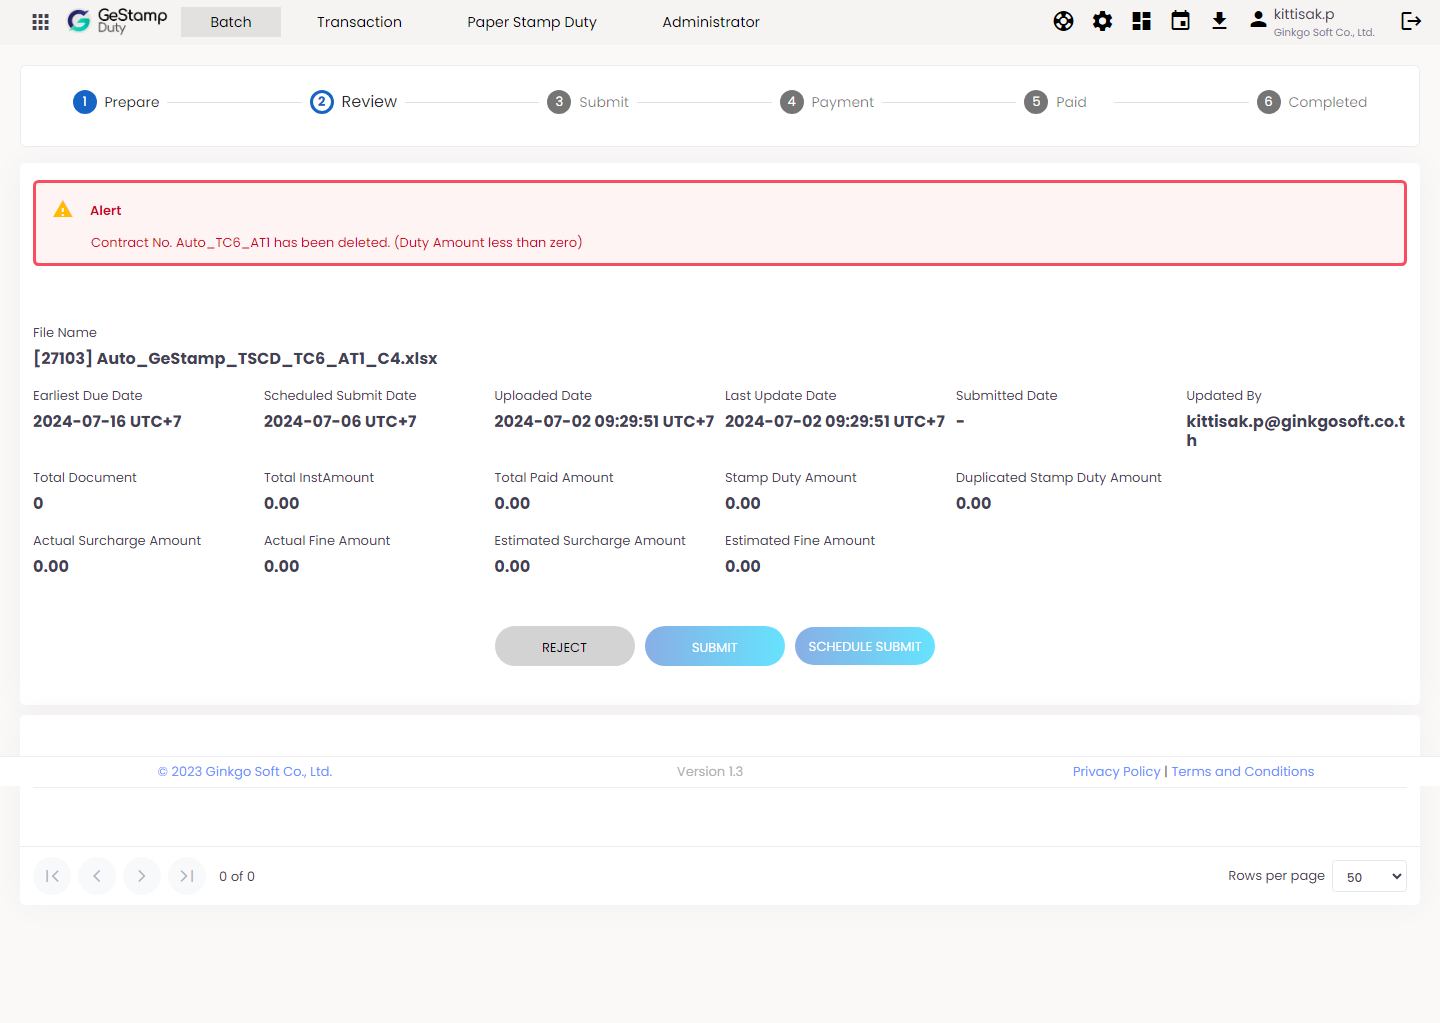 GeStamp
Duty
Batch
Transaction
Paper Stamp Duty
Administrator
kittisak.p
Ginkgo Soft Co., Ltd.
1 Prepare
2 Review
3 Submit
4 Payment
5 Paid
6 Completed
Alert
Contract No. Auto_TC6_AT1 has been deleted. (Duty Amount less than zero)
File Name
[27103] Auto_GeStamp_TSCD_TC6_AT1_C4.xlsx
Earliest Due Date
2024-07-16 UTC+7
Scheduled Submit Date
2024-07-06 UTC+7
Uploaded Date
2024-07-02 09:29:51 UTC+7
Last Update Date
2024-07-02 09:29:51 UTC+7
Submitted Date
-
Updated By
kittisak.p@ginkgosoft.co.t
h
Total Document
0
Total InstAmount
0.00
Total Paid Amount
0.00
Stamp Duty Amount
0.00
Duplicated Stamp Duty Amount
0.00
Actual Surcharge Amount
0.00
Actual Fine Amount
0.00
Estimated Surcharge Amount
0.00
Estimated Fine Amount
0.00
REJECT
SUBMIT
SCHEDULE SUBMIT
© 2023 Ginkgo Soft Co., Ltd.
Version 1.3
Privacy Policy | Terms and Conditions
0 of 0
Rows per page 50